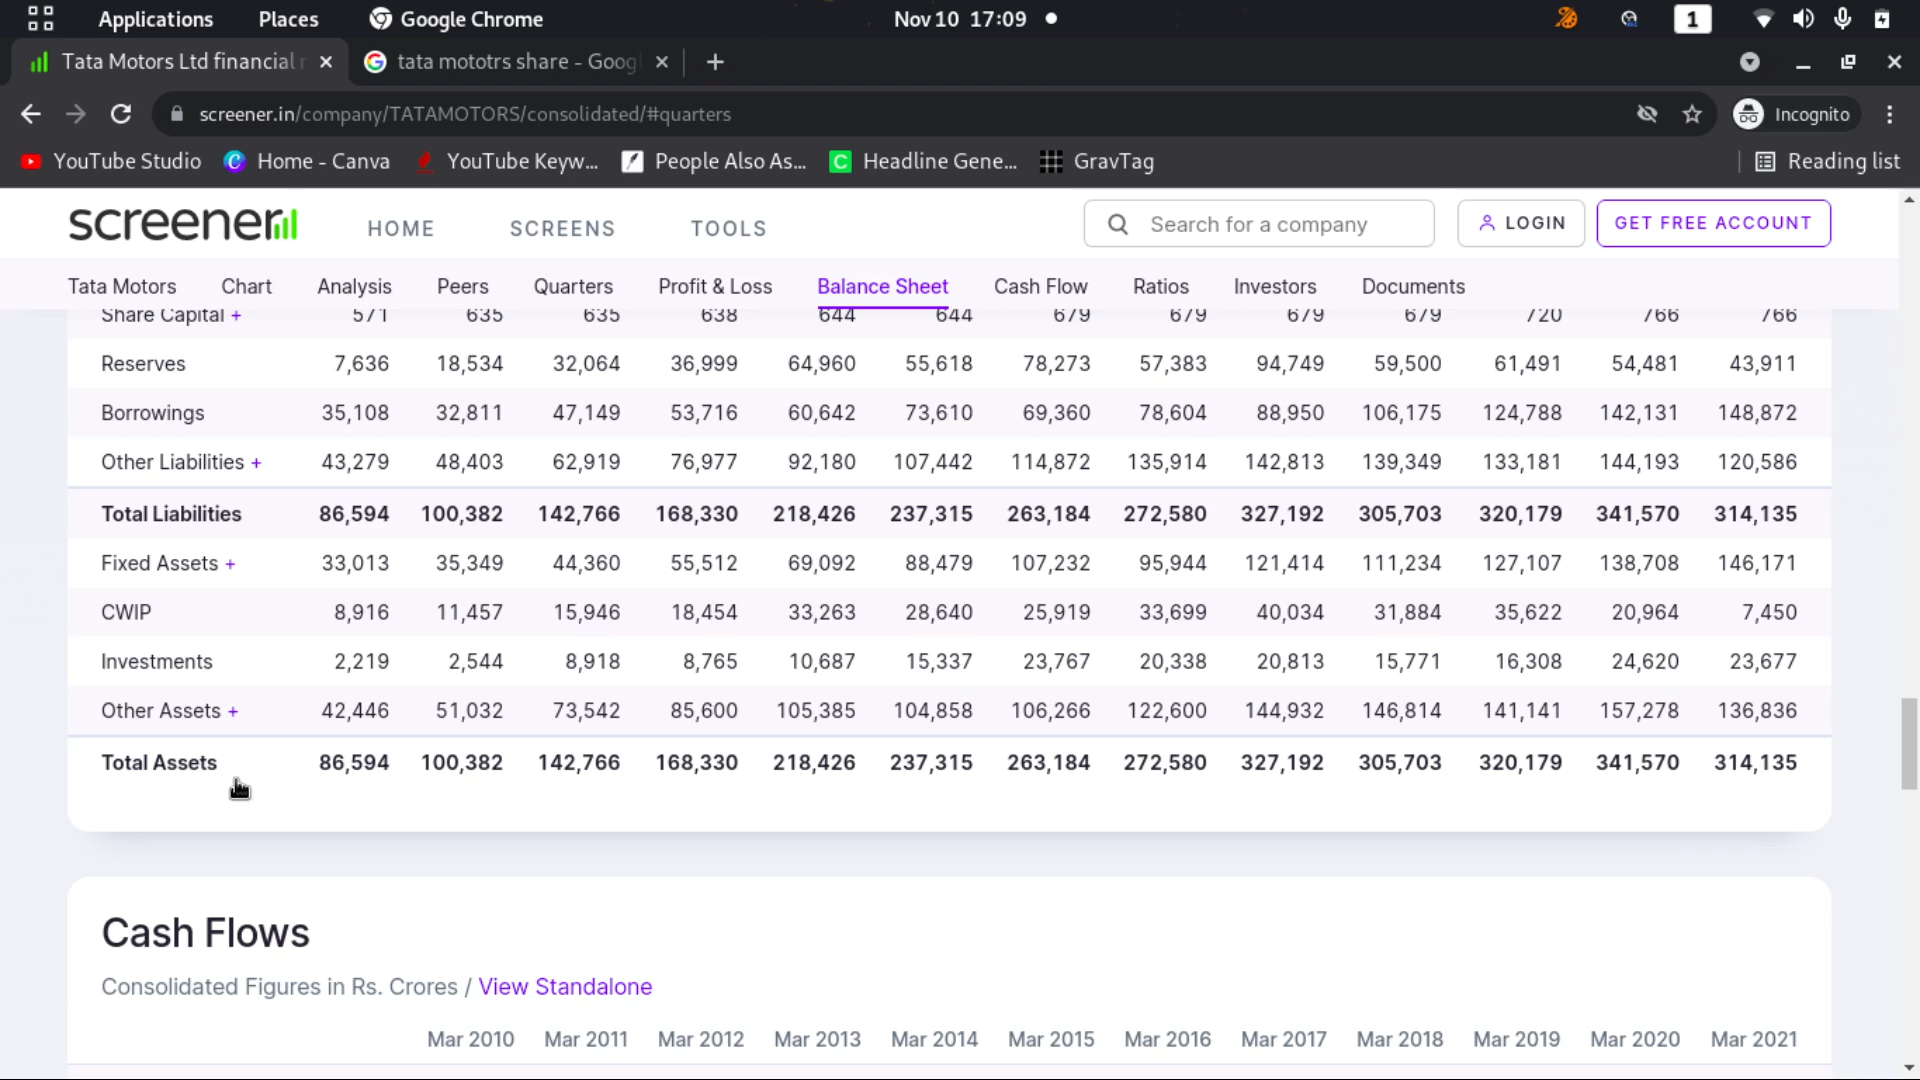 Applications Places Google Chrome Nov 10 17:09 1
Tata Motors Ltd financial r tata mototrs share - Goog
screener.in/company/TATAMOTORS/consolidated/#quarters Incognito
YouTube Studio Home - Canva YouTube Keyw... People Also As... Headline Gene... GravTag Reading list
screener HOME SCREENS TOOLS Search for a company LOGIN GET FREE ACCOUNT
Tata Motors Chart Analysis Peers Quarters Profit & Loss Balance Sheet Cash Flow Ratios Investors Documents
Share Capital + 571 635 635 638 644 644 679 679 679 679 720 766 766
Reserves 7,636 18,534 32,064 36,999 64,960 55,618 78,273 57,383 94,749 59,500 61,491 54,481 43,911
Borrowings 35,108 32,811 47,149 53,716 60,642 73,610 69,360 78,604 88,950 106,175 124,788 142,131 148,872
Other Liabilities + 43,279 48,403 62,919 76,977 92,180 107,442 114,872 135,914 142,813 139,349 133,181 144,193 120,586
Total Liabilities 86,594 100,382 142,766 168,330 218,426 237,315 263,184 272,580 327,192 305,703 320,179 341,570 314,135
Fixed Assets + 33,013 35,349 44,360 55,512 69,092 88,479 107,232 95,944 121,414 111,234 127,107 138,708 146,171
CWIP 8,916 11,457 15,946 18,454 33,263 28,640 25,919 33,699 40,034 31,884 35,622 20,964 7,450
Investments 2,219 2,544 8,918 8,765 10,687 15,337 23,767 20,338 20,813 15,771 16,308 24,620 23,677
Other Assets + 42,446 51,032 73,542 85,600 105,385 104,858 106,266 122,600 144,932 146,814 141,141 157,278 136,836
Total Assets 86,594 100,382 142,766 168,330 218,426 237,315 263,184 272,580 327,192 305,703 320,179 341,570 314,135
Cash Flows
Consolidated Figures in Rs. Crores / View Standalone
Mar 2010 Mar 2011 Mar 2012 Mar 2013 Mar 2014 Mar 2015 Mar 2016 Mar 2017 Mar 2018 Mar 2019 Mar 2020 Mar 2021